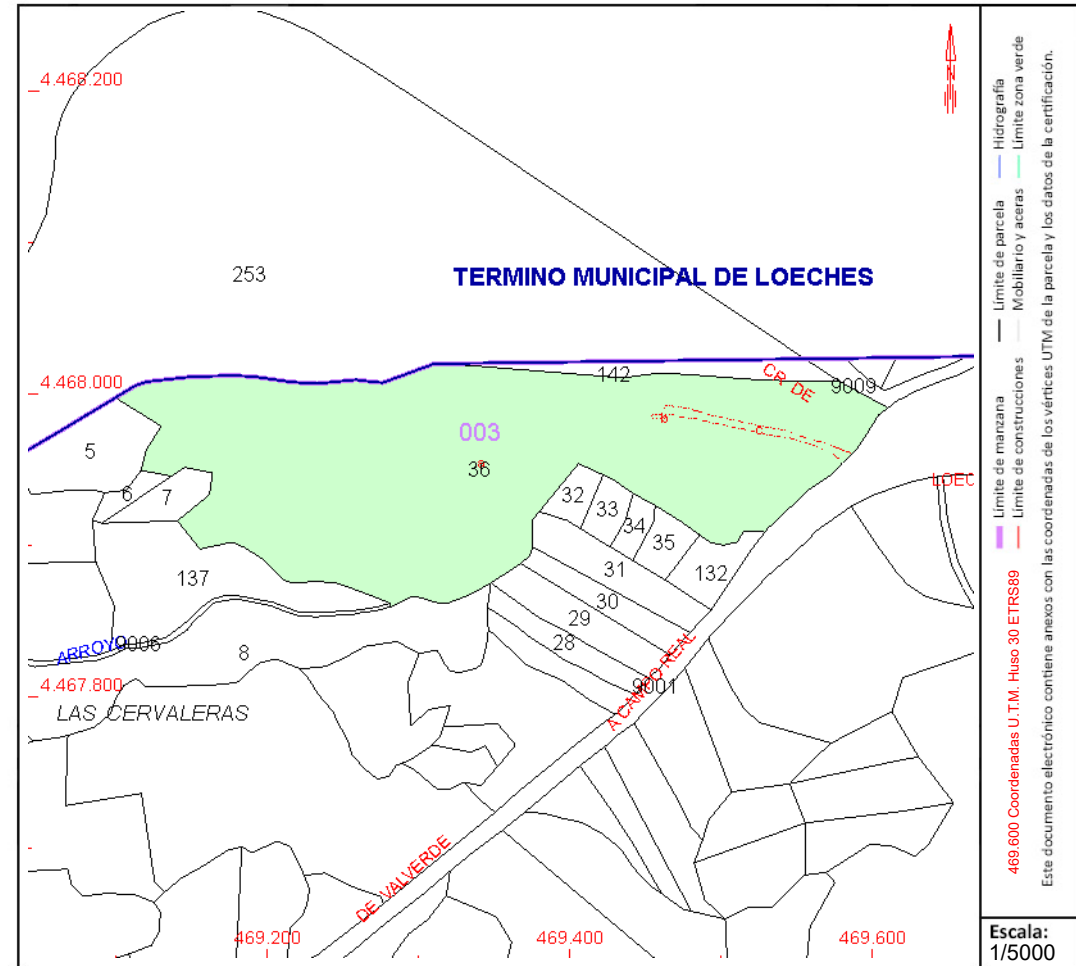 4.468.200
N
253
TERMINO MUNICIPAL DE LOECHES
4.468.000
142
CR DE
9009
003
5
36
6
7
32
33
34
35
LOEC
137
31
132
30
29
28
ARROYO
9006
8
4.467.800
9001
A CAMPO REAL
LAS CERVALERAS
DE VALVERDE
469.200
469.400
469.600
b
c
a
Límite de manzana
Límite de parcela
Hidrografía
Límite de construcciones
Mobiliario y aceras
Límite zona verde
469.600 Coordenadas U.T.M. Huso 30 ETRS89
Este documento electrónico contiene anexos con las coordenadas de los vértices UTM de la parcela y los datos de la certificación.
Escala:
1/5000